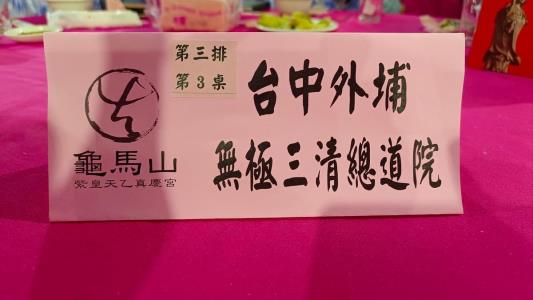 第三排
第3桌
台中外埔
無極三清總道院
龜馬山
紫皇天乙真慶宮